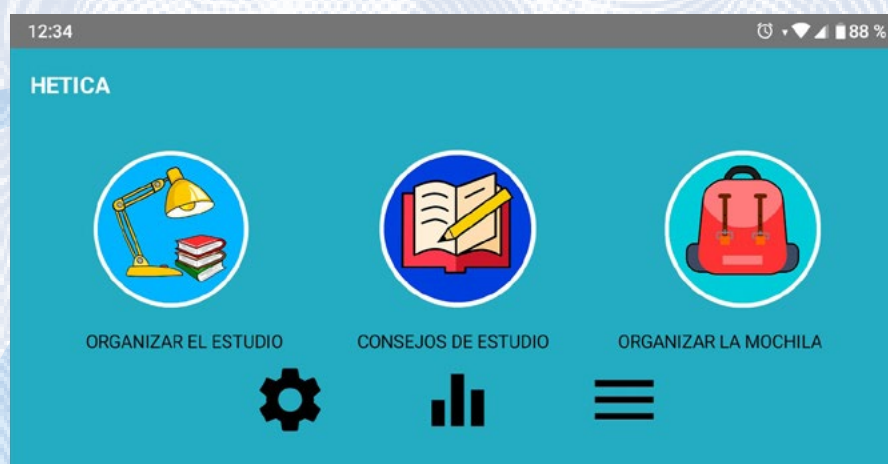 12:34 88 %
HETICA
ORGANIZAR EL ESTUDIO CONSEJOS DE ESTUDIO ORGANIZAR LA MOCHILA